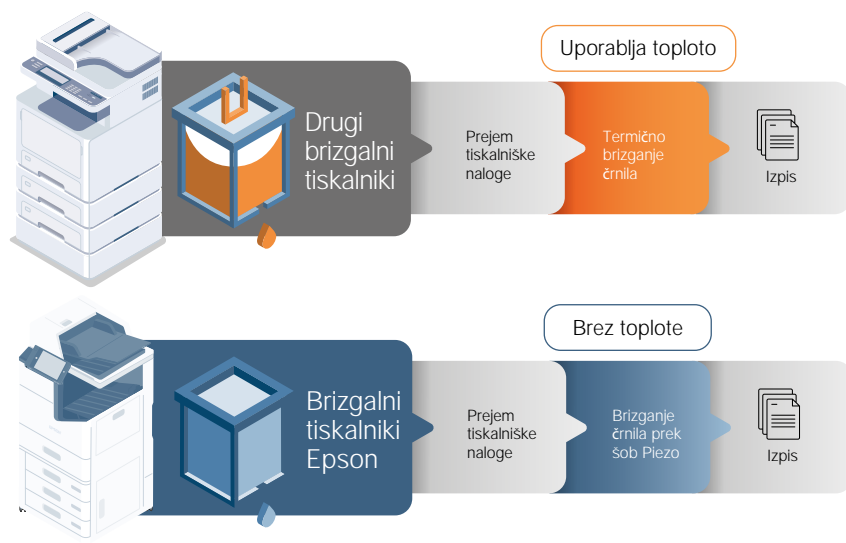 Uporablja toploto
Drugi
brizgalni
tiskalniki
Prejem
tiskalniške
naloge
Termično
brizganje
črnila
Izpis
Brez toplote
Brizgalni
tiskalniki
Epson
Prejem
tiskalniške
naloge
Brizganje
črnila prek
šob Piezo
Izpis